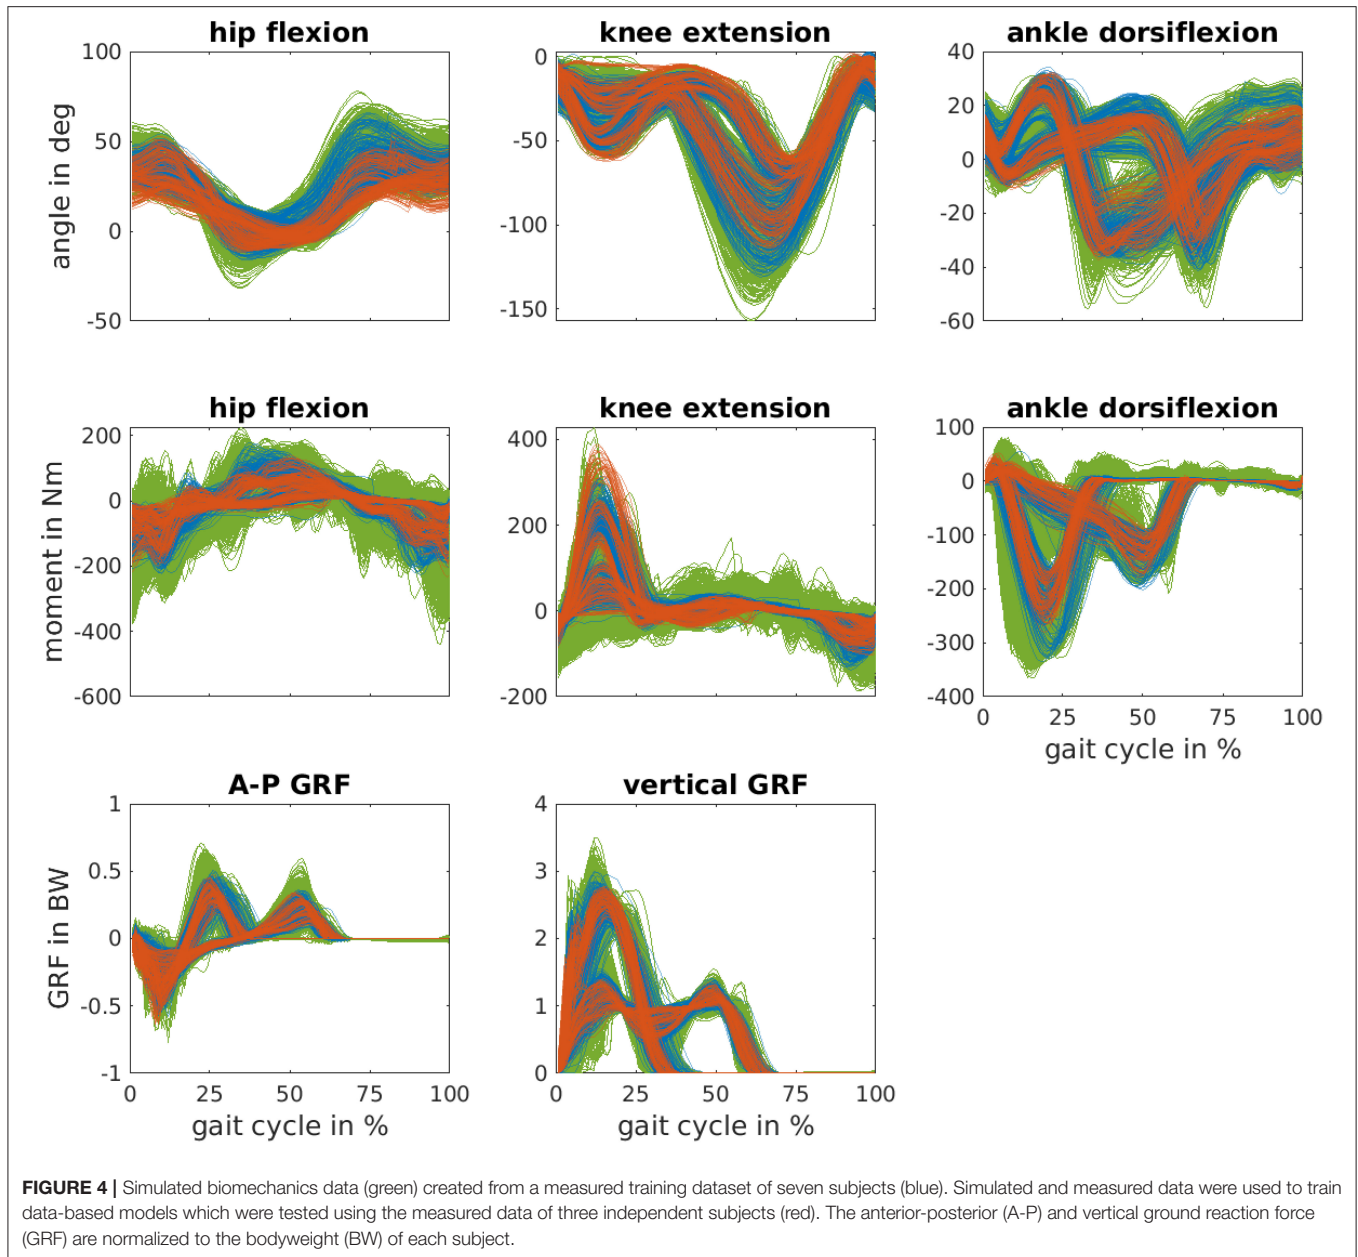 hip flexion
knee extension
ankle dorsiflexion
angle in deg
100
50
0
-50
0
-50
-100
-150
40
20
0
-20
-40
-60
hip flexion
knee extension
ankle dorsiflexion
moment in Nm
200
0
-200
-400
-600
400
200
0
-200
100
0
-100
-200
-300
-400
0 25 50 75 100
gait cycle in %
A-P GRF
vertical GRF
GRF in BW
1
0.5
0
-0.5
-1
4
3
2
1
0
0 25 50 75 100
0 25 50 75 100
gait cycle in %
gait cycle in %
FIGURE 4 | Simulated biomechanics data (green) created from a measured training dataset of seven subjects (blue). Simulated and measured data were used to train
data-based models which were tested using the measured data of three independent subjects (red). The anterior-posterior (A-P) and vertical ground reaction force
(GRF) are normalized to the bodyweight (BW) of each subject.